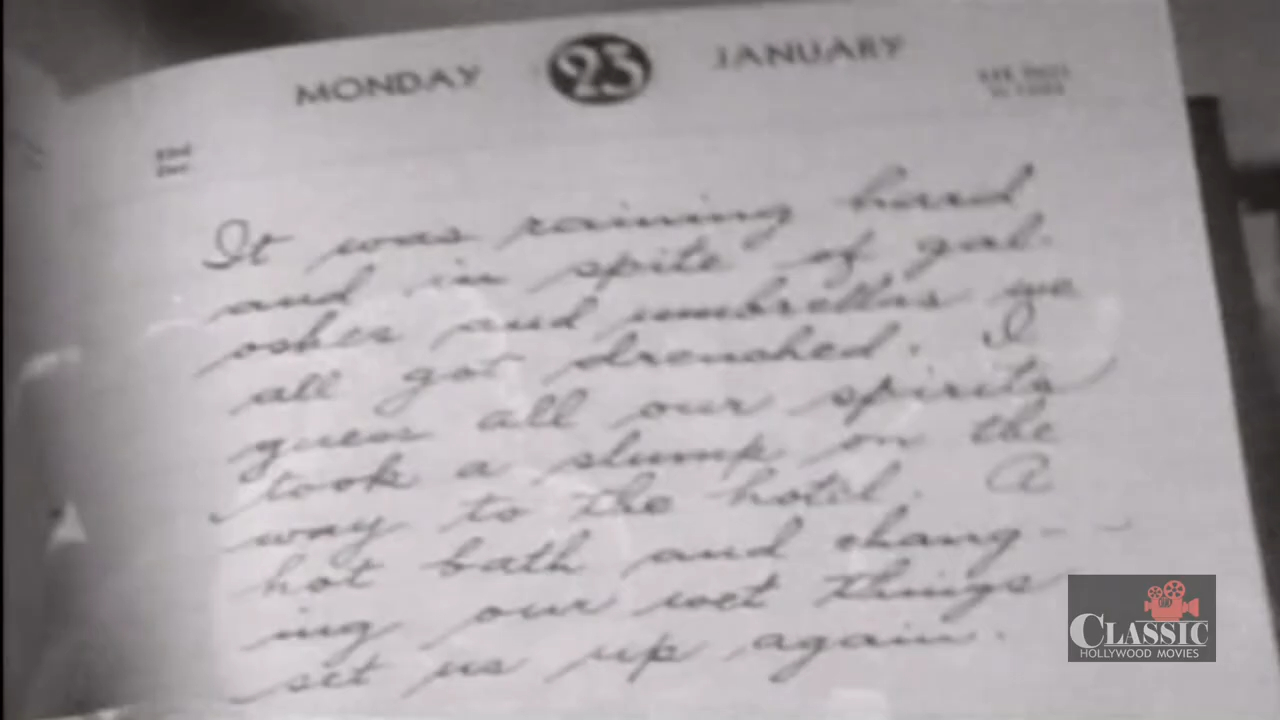 MONDAY 23 JANUARY
It was raining hard
and in spite of gal-
oshes and umbrellas we
all got drenched. I
guess all our spirits
took a slump on the
way to the hotel. A
hot bath and chang-
ing our wet things
set us up again.
CLASSIC
HOLLYWOOD MOVIES